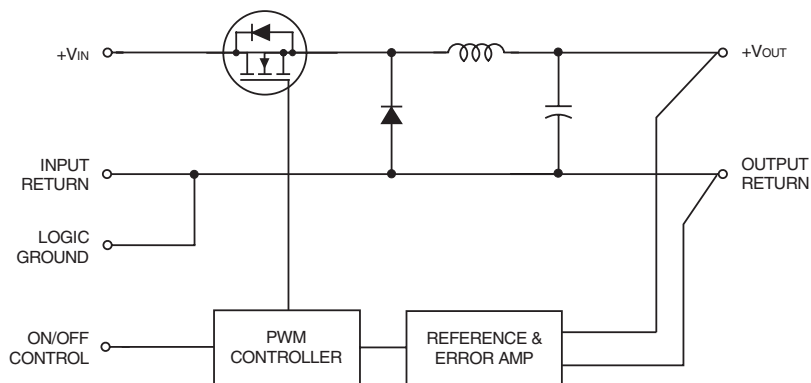 +VIN
+VOUT
INPUT
RETURN
OUTPUT
RETURN
LOGIC
GROUND
ON/OFF
CONTROL
PWM
CONTROLLER
REFERENCE &
ERROR AMP